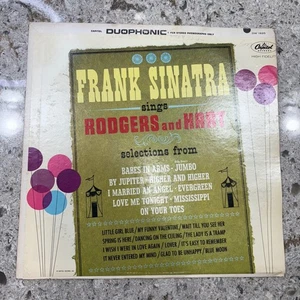 DUOPHONIC
Capitol
FRANK SINATRA
sings
RODGERS and HART
selections from
BABES IN ARMS - JUMBO
BY JUPITER - HIGHER AND HIGHER
I MARRIED AN ANGEL - EVERGREEN
LOVE ME TONIGHT - MISSISSIPPI
ON YOUR TOES
LITTLE GIRL BLUE / MY FUNNY VALENTINE / WAIT TILL YOU SEE HER
SPRING IS HERE / DANCING ON THE CEILING / THE LADY IS A TRAMP
I WISH I WERE IN LOVE AGAIN / LOVER / IT'S EASY TO REMEMBER
IT NEVER ENTERED MY MIND / GLAD TO BE UNHAPPY / BLUE MOON